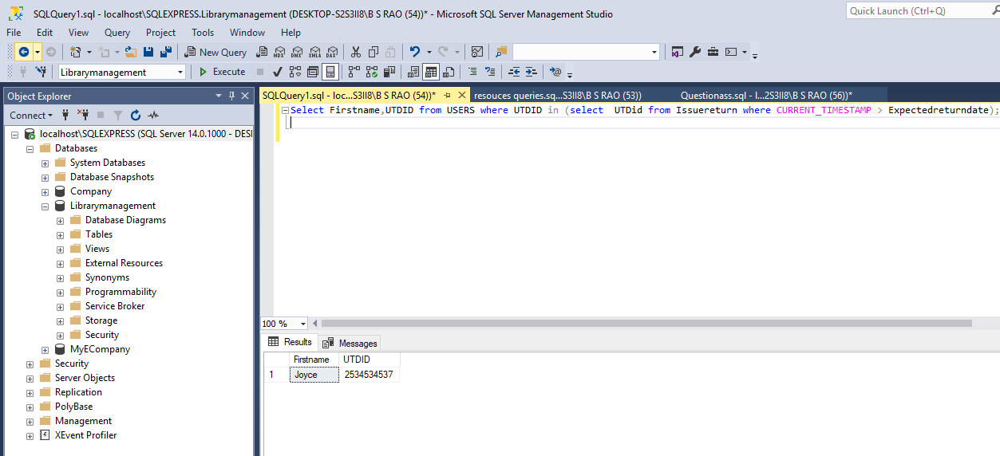 SQLQuery1.sql - localhost\SQLEXPRESS.Librarymanagement (DESKTOP-S2S3II8\B S RAO (54))* - Microsoft SQL Server Management Studio
Quick Launch (Ctrl+Q)
File Edit View Query Project Tools Window Help
New Query MDX DMX XMLA DAX
Librarymanagement Execute
Object Explorer
SQLQuery1.sql - loc...S3II8\B S RAO (54))* resouces queries.sq...S3II8\B S RAO (53)) Questionass.sql - l...2S3II8\B S RAO (56))*
Connect
Select Firstname,UTDID from USERS where UTDID in (select  UTDid from Issuereturn where CURRENT_TIMESTAMP > Expectedreturndate);
localhost\SQLEXPRESS (SQL Server 14.0.1000 - DESI
Databases
System Databases
Database Snapshots
Company
Librarymanagement
Database Diagrams
Tables
Views
External Resources
Synonyms
Programmability
Service Broker
Storage
Security
MyECompany
Security
Server Objects
Replication
PolyBase
Management
XEvent Profiler
100 %
Results Messages
Firstname UTDID
1 Joyce 2534534537